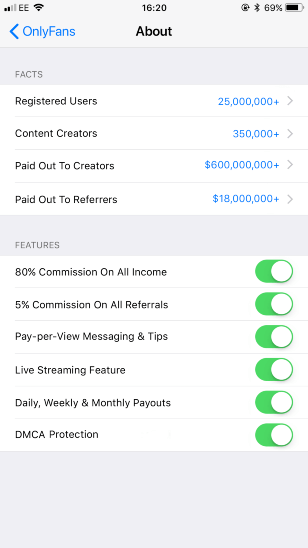 EE 16:20 69%
OnlyFans About
FACTS
Registered Users 25,000,000+
Content Creators 350,000+
Paid Out To Creators $600,000,000+
Paid Out To Referrers $18,000,000+
FEATURES
80% Commission On All Income
5% Commission On All Referrals
Pay-per-View Messaging & Tips
Live Streaming Feature
Daily, Weekly & Monthly Payouts
DMCA Protection